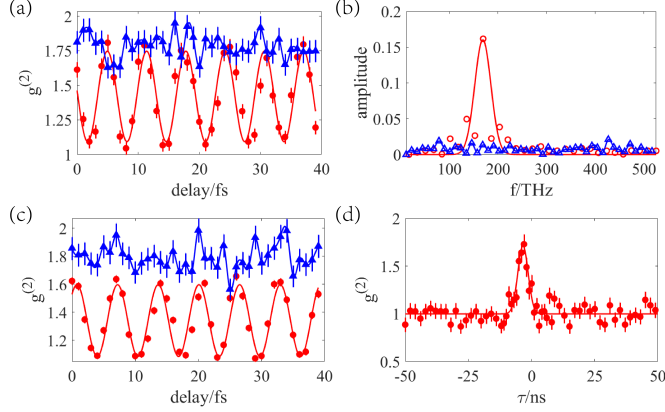 (a)
g(2)
2
1.75
1.5
1.25
1
0 10 20 30 40
delay/fs
(b)
amplitude
0.2
0.15
0.1
0.05
0
100 200 300 400 500
f/THz
(c)
g(2)
2
1.8
1.6
1.4
1.2
0 10 20 30 40
delay/fs
(d)
g(2)
2
1.5
1
0.5
-50 -25 0 25 50
τ/ns